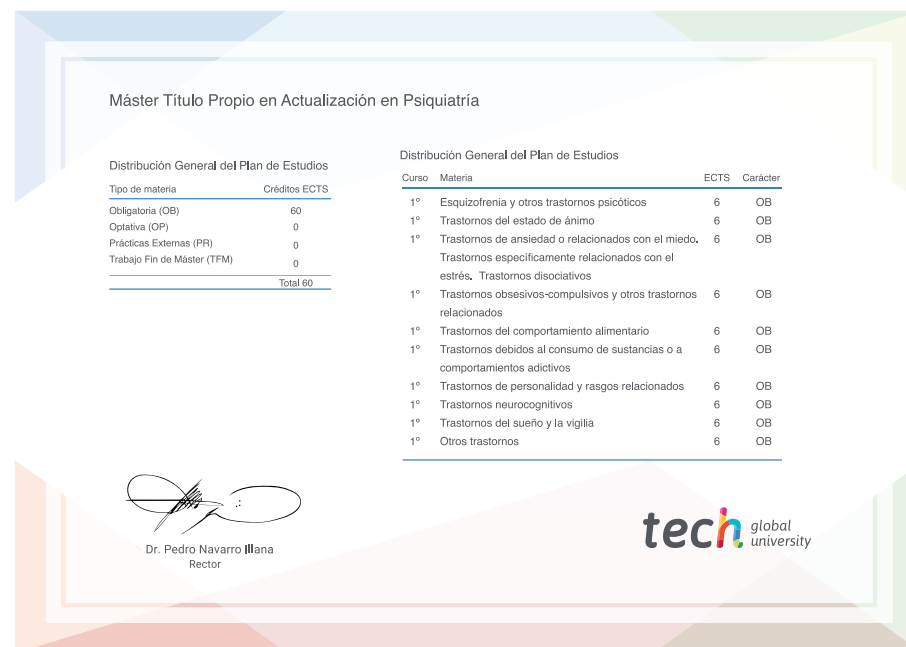 Máster Título Propio en Actualización en Psiquiatría
Distribución General del Plan de Estudios
Tipo de materia Créditos ECTS
Obligatoria (OB) 60
Optativa (OP) 0
Prácticas Externas (PR) 0
Trabajo Fin de Máster (TFM) 0
Total 60
Distribución General del Plan de Estudios
Curso Materia ECTS Carácter
1º Esquizofrenia y otros trastornos psicóticos 6 OB
1º Trastornos del estado de ánimo 6 OB
1º Trastornos de ansiedad o relacionados con el miedo. 6 OB
Trastornos específicamente relacionados con el
estrés. Trastornos disociativos
1º Trastornos obsesivos-compulsivos y otros trastornos 6 OB
relacionados
1º Trastornos del comportamiento alimentario 6 OB
1º Trastornos debidos al consumo de sustancias o a 6 OB
comportamientos adictivos
1º Trastornos de personalidad y rasgos relacionados 6 OB
1º Trastornos neurocognitivos 6 OB
1º Trastornos del sueño y la vigilia 6 OB
1º Otros trastornos 6 OB
Dr. Pedro Navarro Illana
Rector
tech global
university